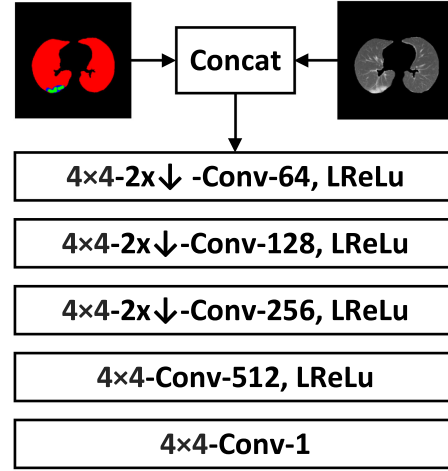 Concat
4×4-2x↓ -Conv-64, LReLu
4×4-2x↓-Conv-128, LReLu
4×4-2x↓-Conv-256, LReLu
4×4-Conv-512, LReLu
4×4-Conv-1